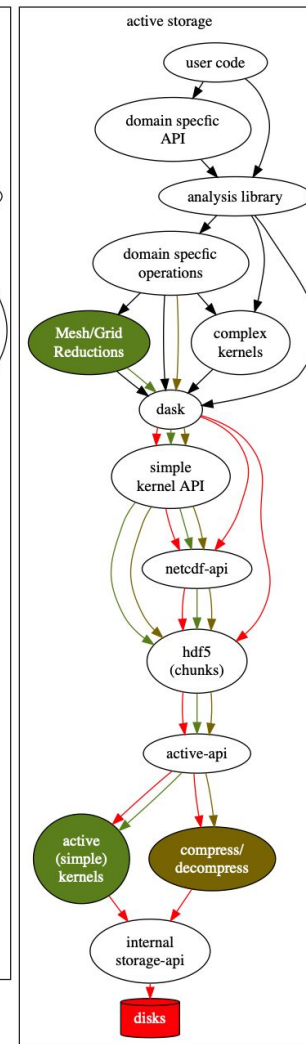 active storage
user code
domain specfic
API
analysis library
domain specfic
operations
Mesh/Grid
Reductions
complex
kernels
dask
simple
kernel API
netcdf-api
hdf5
(chunks)
active-api
active
(simple)
kernels
compress/
decompress
internal
storage-api
disks